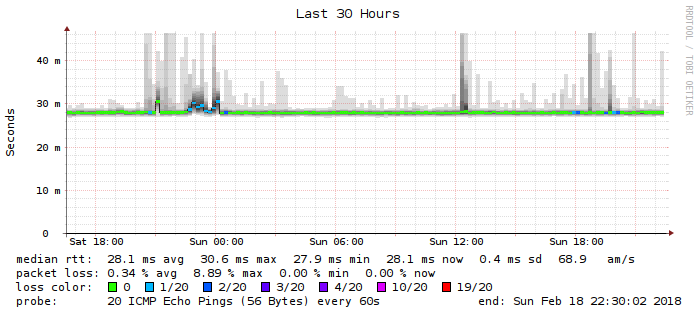 Last 30 Hours
RRDTOOL / TOBI OETIKER
Seconds
40 m
30 m
20 m
10 m
0
Sat 18:00 Sun 00:00 Sun 06:00 Sun 12:00 Sun 18:00
median rtt: 28.1 ms avg 30.6 ms max 27.9 ms min 28.1 ms now 0.4 ms sd 68.9 am/s
packet loss: 0.34 % avg 8.89 % max 0.00 % min 0.00 % now
loss color: 0 1/20 2/20 3/20 4/20 10/20 19/20
probe: 20 ICMP Echo Pings (56 Bytes) every 60s end: Sun Feb 18 22:30:02 2018